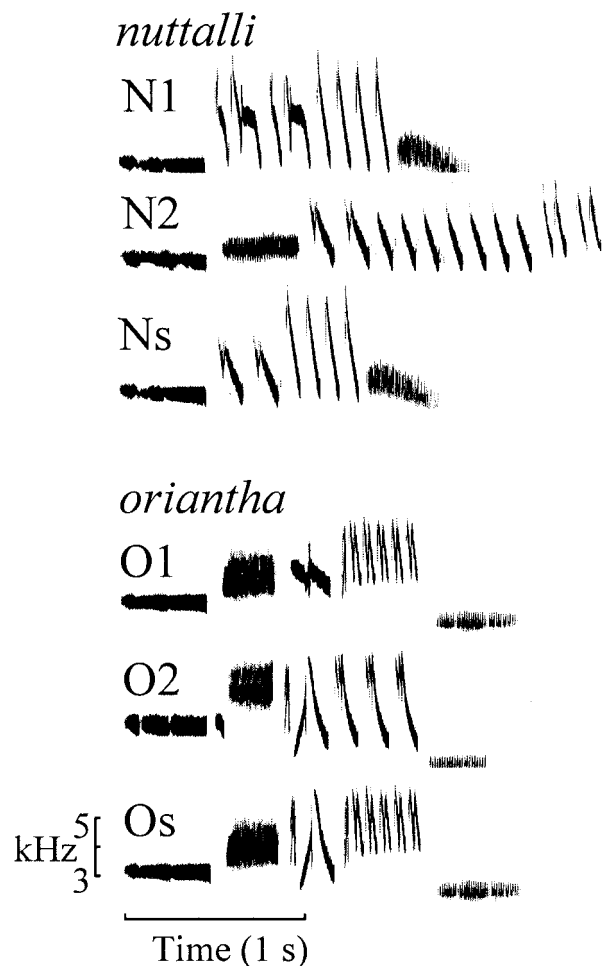 nuttalli
N1
N2
Ns
oriantha
O1
O2
Os
5
kHz
3
Time (1 s)